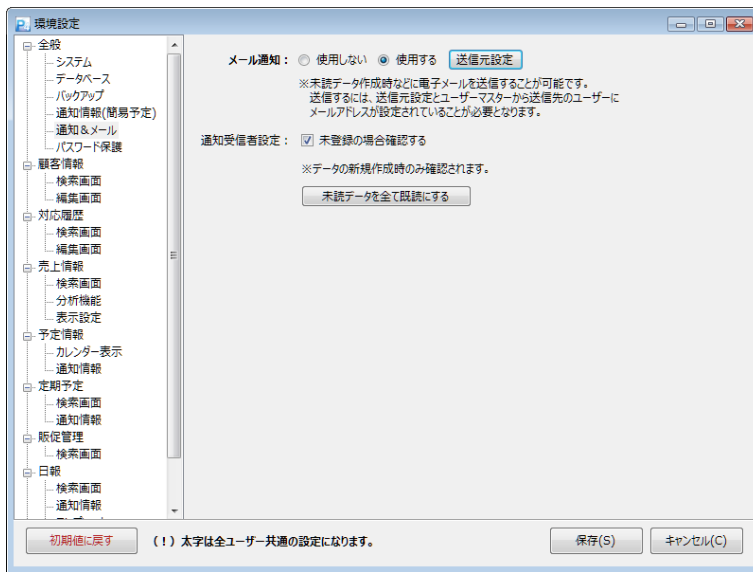 環境設定
全般
システム
データベース
バックアップ
通知情報(簡易予定)
通知&メール
パスワード保護
顧客情報
検索画面
編集画面
対応履歴
検索画面
編集画面
売上情報
検索画面
分析機能
表示設定
予定情報
カレンダー表示
通知情報
定期予定
検索画面
通知情報
販促管理
検索画面
日報
検索画面
通知情報
メール通知： 使用しない 使用する 送信元設定
※未読データ作成時などに電子メールを送信することが可能です。
送信するには、送信元設定とユーザーマスターから送信先のユーザーに
メールアドレスが設定されていることが必要となります。
通知受信者設定： 未登録の場合確認する
※データの新規作成時のみ確認されます。
未読データを全て既読にする
初期値に戻す （！）太字は全ユーザー共通の設定になります。 保存(S) キャンセル(C)